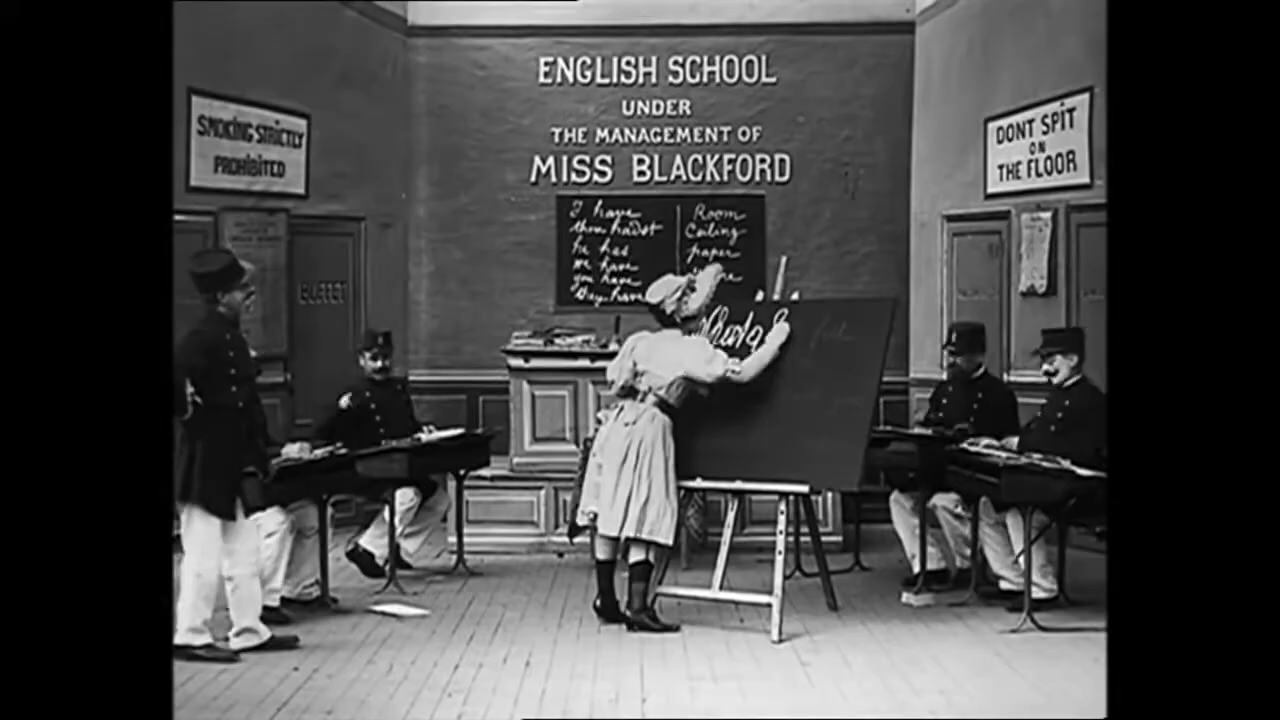 ENGLISH SCHOOL
UNDER
THE MANAGEMENT OF
MISS BLACKFORD
SMOKING STRICTLY
PROHIBITED
DONT SPIT
ON
THE FLOOR
I have
thou hadst
he has
we have
you have
They have
Room
Ceiling
paper
BUFFET